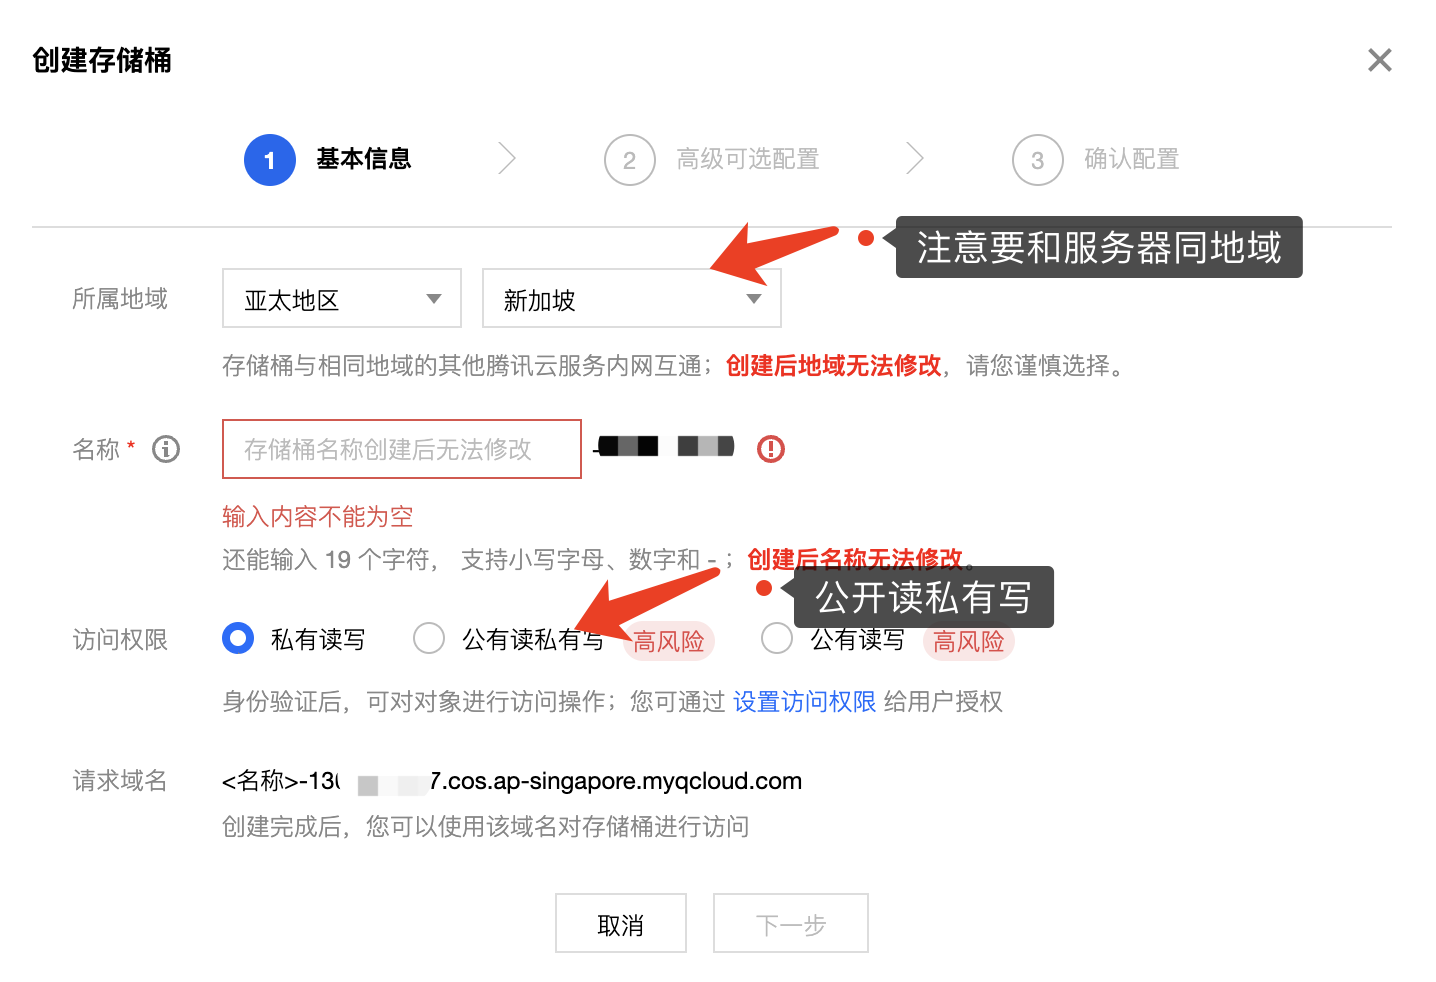 创建存储桶
1 基本信息 2 高级可选配置 3 确认配置
注意要和服务器同地域
所属地域 亚太地区 新加坡
存储桶与相同地域的其他腾讯云服务内网互通；创建后地域无法修改，请您谨慎选择。
名称 * 存储桶名称创建后无法修改
输入内容不能为空
还能输入 19 个字符， 支持小写字母、数字和 - ；创建后名称无法修改。
公开读私有写
访问权限 私有读写 公有读私有写 高风险 公有读写 高风险
身份验证后，可对对象进行访问操作；您可通过 设置访问权限 给用户授权
请求域名 <名称>-13 7.cos.ap-singapore.myqcloud.com
创建完成后，您可以使用该域名对存储桶进行访问
取消 下一步